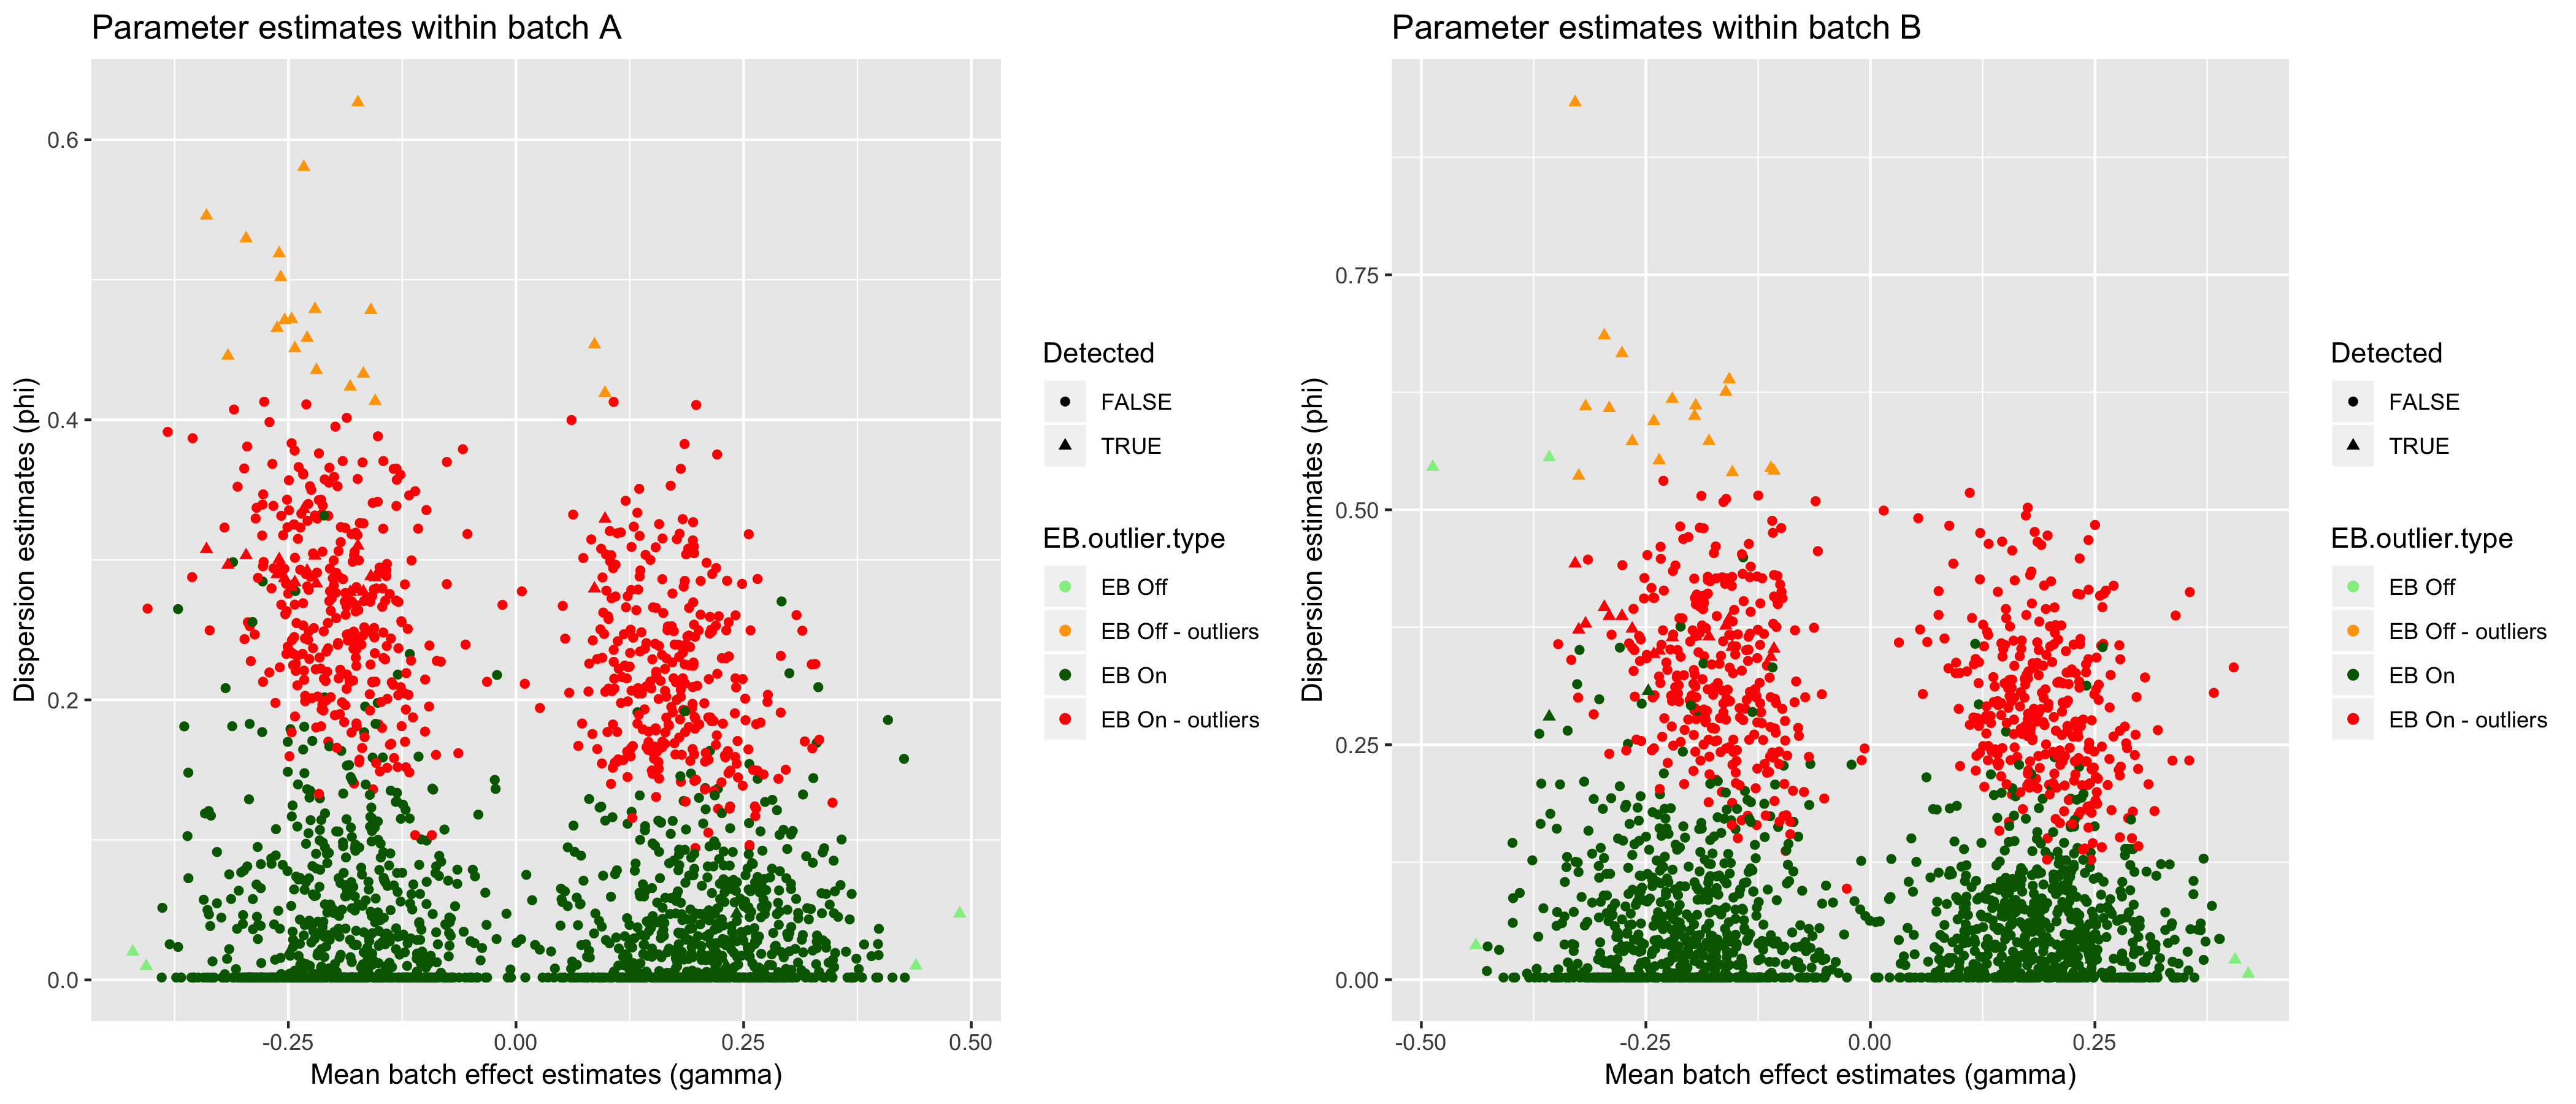 Parameter estimates within batch A
Dispersion estimates (phi)
0.6
0.4
0.2
0.0
-0.25
0.00
0.25
0.50
Mean batch effect estimates (gamma)
Detected
FALSE
TRUE
EB.outlier.type
EB Off
EB Off - outliers
EB On
EB On - outliers
Parameter estimates within batch B
Dispersion estimates (phi)
0.75
0.50
0.25
0.00
-0.50
-0.25
0.00
0.25
Mean batch effect estimates (gamma)
Detected
FALSE
TRUE
EB.outlier.type
EB Off
EB Off - outliers
EB On
EB On - outliers